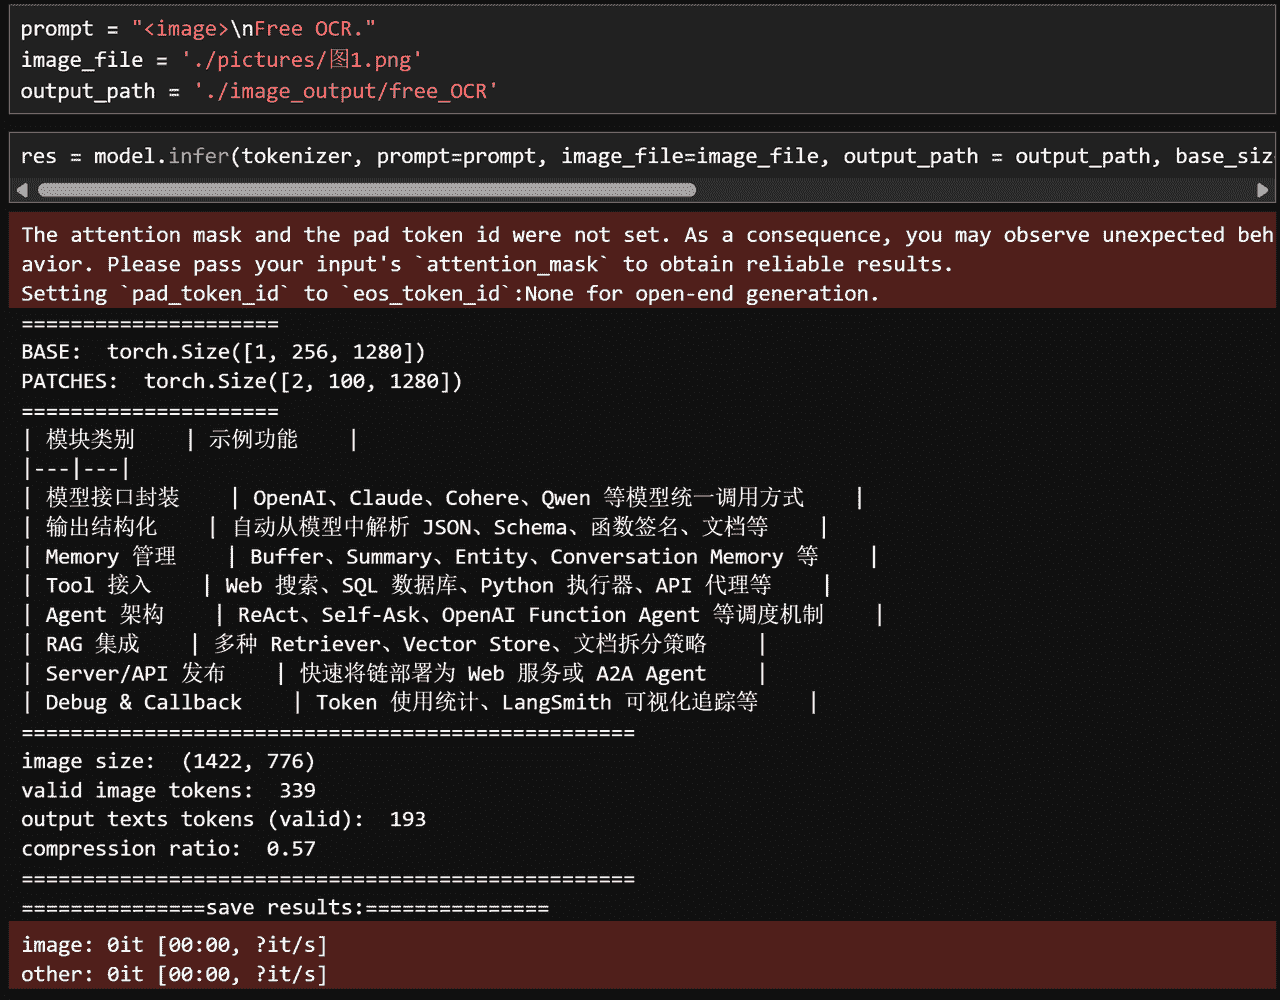 prompt = "<image>\nFree OCR."
image_file = './pictures/图1.png'
output_path = './image_output/free_OCR'
res = model.infer(tokenizer, prompt=prompt, image_file=image_file, output_path = output_path, base_siz
The attention mask and the pad token id were not set. As a consequence, you may observe unexpected beh
avior. Please pass your input's `attention_mask` to obtain reliable results.
Setting `pad_token_id` to `eos_token_id`:None for open-end generation.
=====================
BASE:  torch.Size([1, 256, 1280])
PATCHES:  torch.Size([2, 100, 1280])
=====================
| 模块类别    | 示例功能    |
|---|---|
| 模型接口封装    | OpenAI、Claude、Cohere、Qwen 等模型统一调用方式    |
| 输出结构化    | 自动从模型中解析 JSON、Schema、函数签名、文档等    |
| Memory 管理    | Buffer、Summary、Entity、Conversation Memory 等    |
| Tool 接入    | Web 搜索、SQL 数据库、Python 执行器、API 代理等    |
| Agent 架构    | ReAct、Self-Ask、OpenAI Function Agent 等调度机制    |
| RAG 集成    | 多种 Retriever、Vector Store、文档拆分策略    |
| Server/API 发布    | 快速将链部署为 Web 服务或 A2A Agent    |
| Debug & Callback    | Token 使用统计、LangSmith 可视化追踪等    |
==================================================
image size:  (1422, 776)
valid image tokens:  339
output texts tokens (valid):  193
compression ratio:  0.57
==================================================
===============save results:===============
image: 0it [00:00, ?it/s]
other: 0it [00:00, ?it/s]